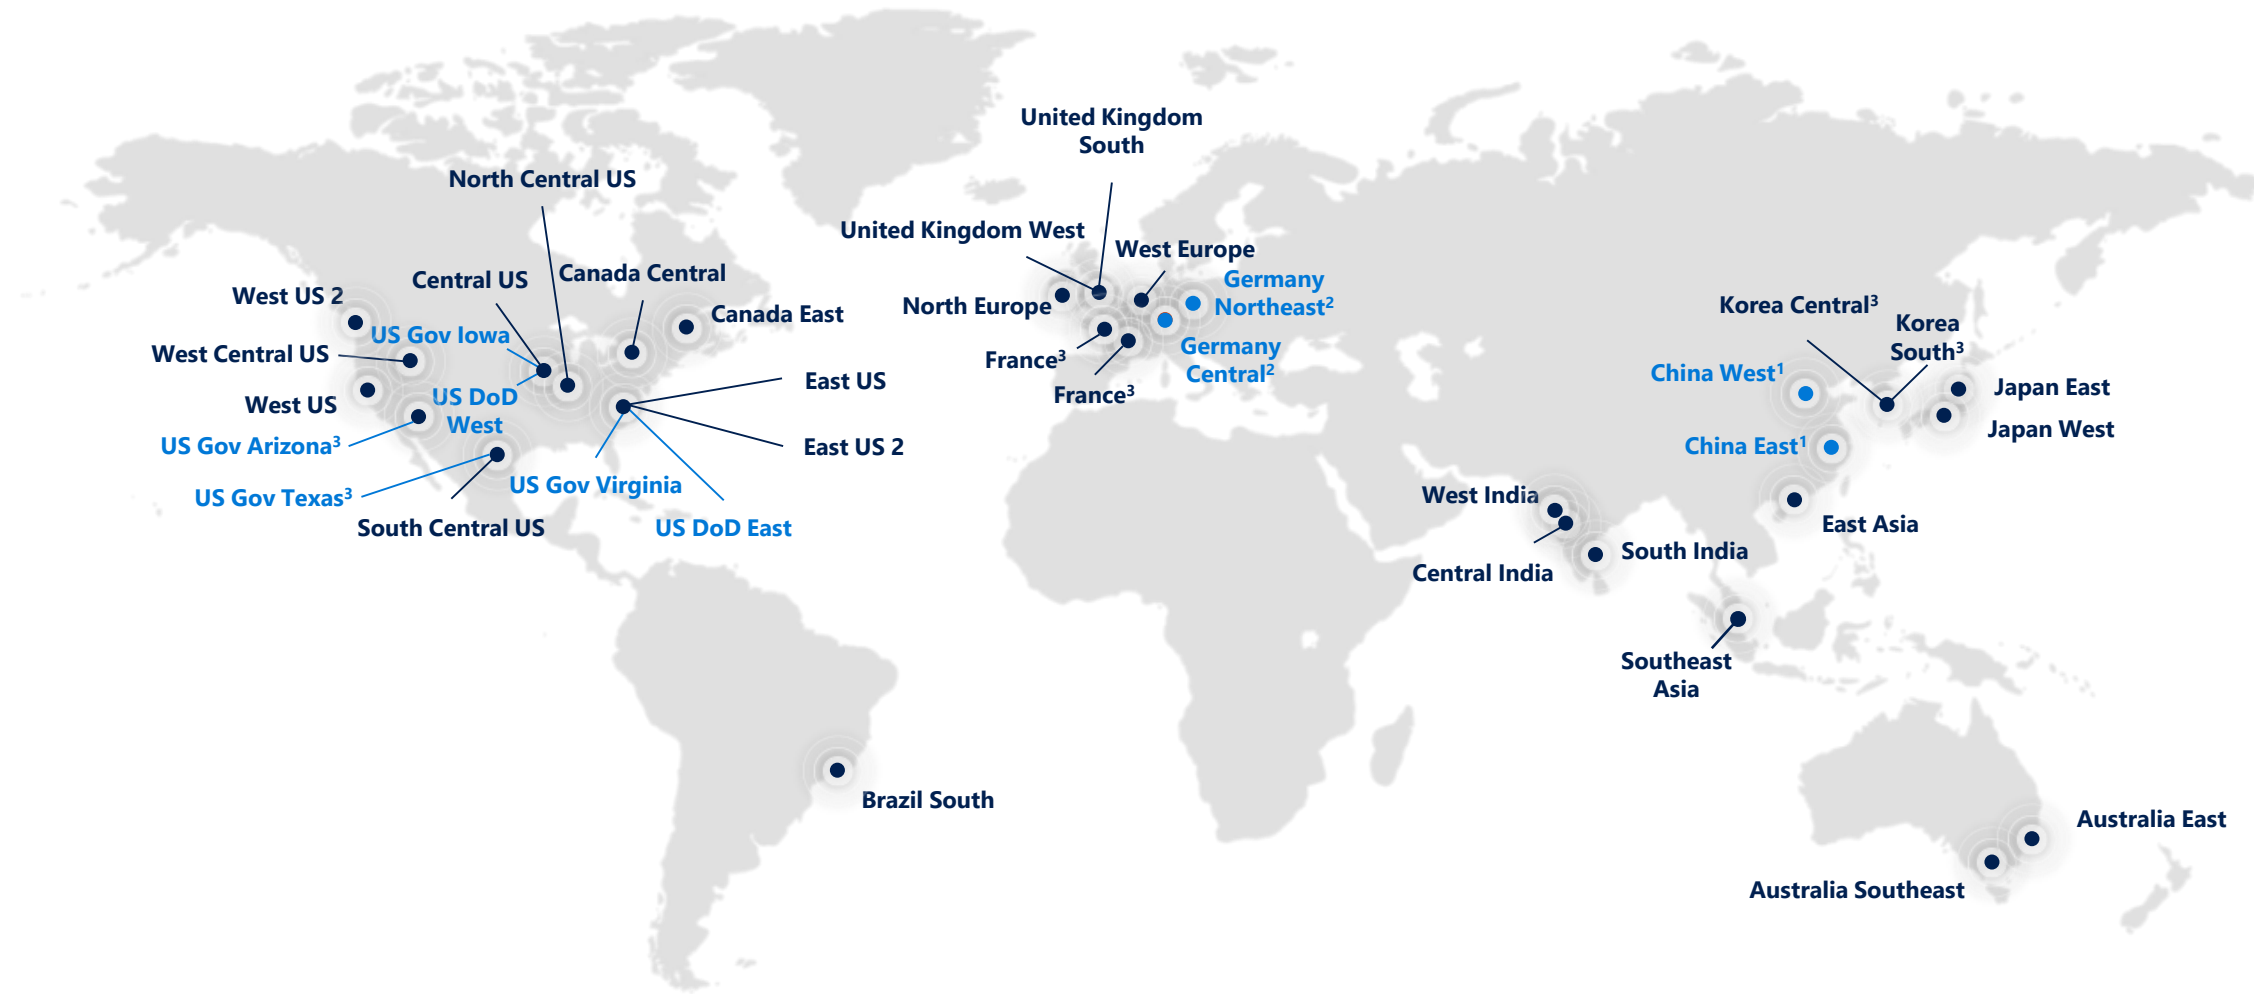 United Kingdom
South
North Central US
United Kingdom West
West Europe
Canada Central
Central US
Germany
Northeast²
West US 2
North Europe
Canada East
Korea Central³
Korea
South³
US Gov Iowa
West Central US
France³
Germany
Central²
China West¹
East US
Japan East
US DoD
West
West US
France³
Japan West
US Gov Arizona³
East US 2
China East¹
US Gov Texas³
US Gov Virginia
West India
South Central US
US DoD East
East Asia
South India
Central India
Southeast
Asia
Brazil South
Australia East
Australia Southeast